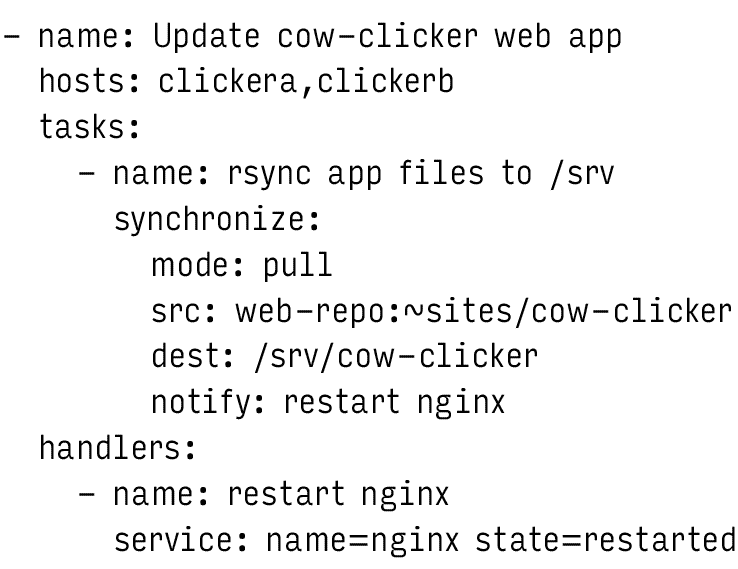 - name: Update cow-clicker web app
  hosts: clickera,clickerb
  tasks:
    - name: rsync app files to /srv
      synchronize:
        mode: pull
        src: web-repo:~sites/cow-clicker
        dest: /srv/cow-clicker
        notify: restart nginx
  handlers:
    - name: restart nginx
      service: name=nginx state=restarted